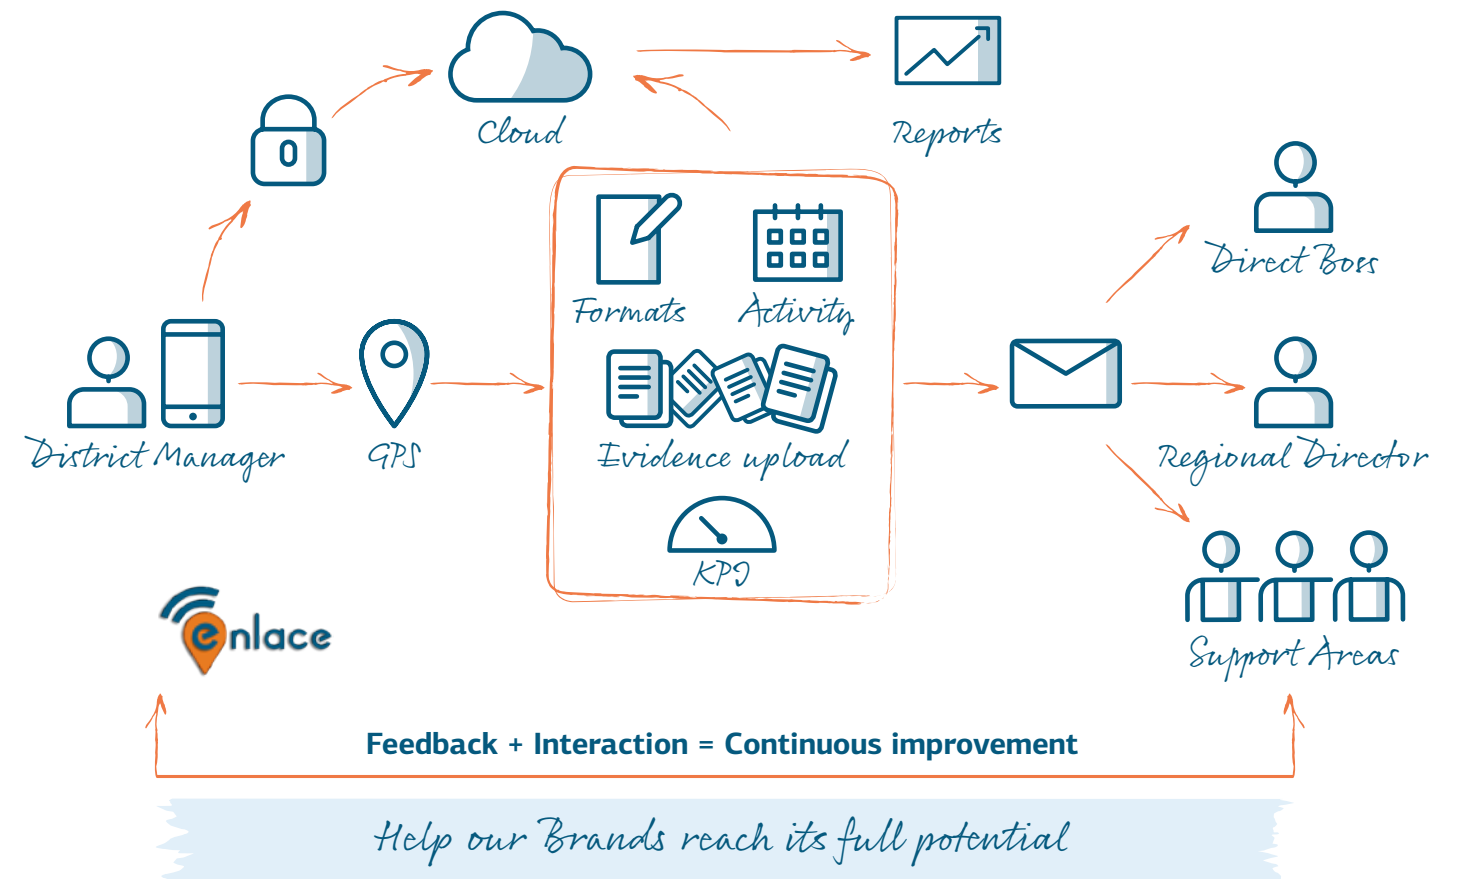 Cloud
Reports
Direct Boss
Formats
Activity
District Manager
GPS
Evidence upload
Regional Director
KPI
enlace
Support Areas
Feedback + Interaction = Continuous improvement
Help our Brands reach its full potential